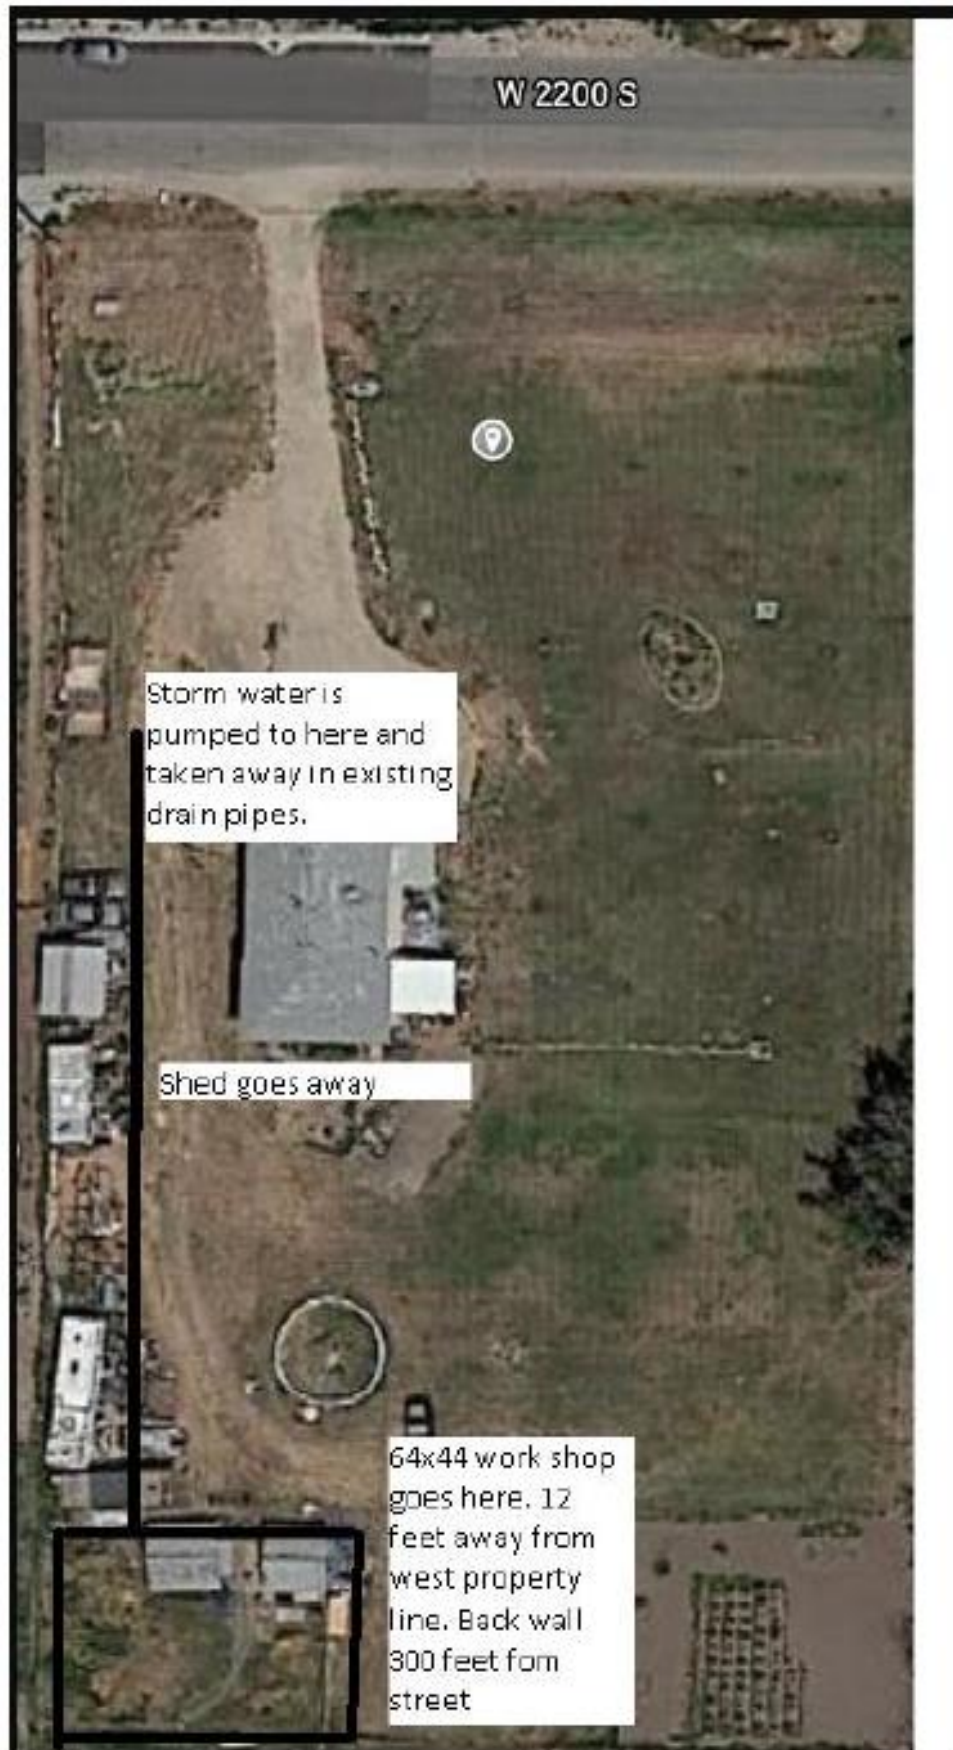 W 2200 S
Storm water is
pumped to here and
taken away in existing
drain pipes.
Shed goes away
64x44 work shop
goes here. 12
feet away from
west property
line. Back wall
300 feet fom
street